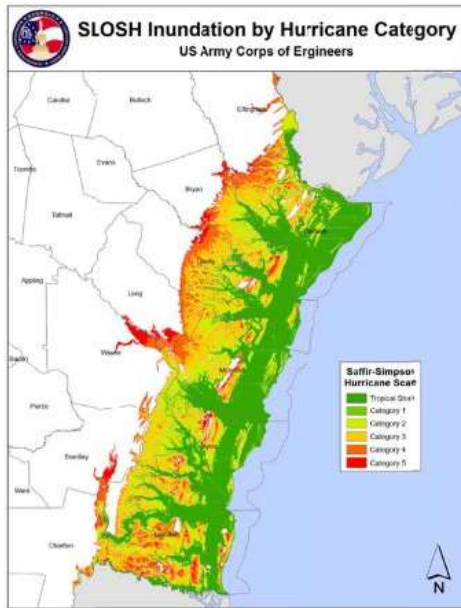 SLOSH Inundation by Hurricane Category
US Army Corps of Engineers
Candler
Bulloch
Effingham
Evans
Toombs
Bryan
Tattnall
Liberty
Appling
Long
Wayne
McIntosh
Saffir-Simpson
Hurricane Scale
Tropical Storm
Category 1
Category 2
Category 3
Category 4
Category 5
Pierce
Brantley
Ware
Camden
Charlton
N